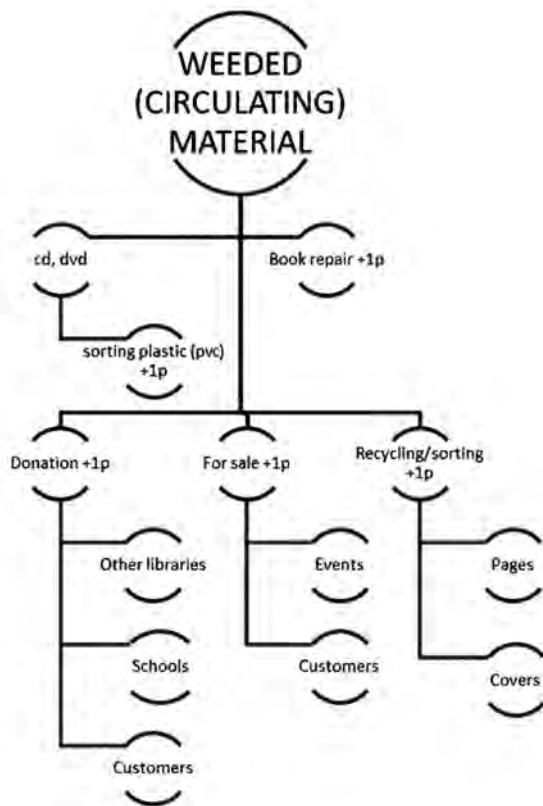 WEEDED
(CIRCULATING)
MATERIAL
cd, dvd
Book repair +1p
sorting plastic (pvc)
+1p
Donation +1p
For sale +1p
Recycling/sorting
+1p
Other libraries
Events
Pages
Schools
Customers
Covers
Customers